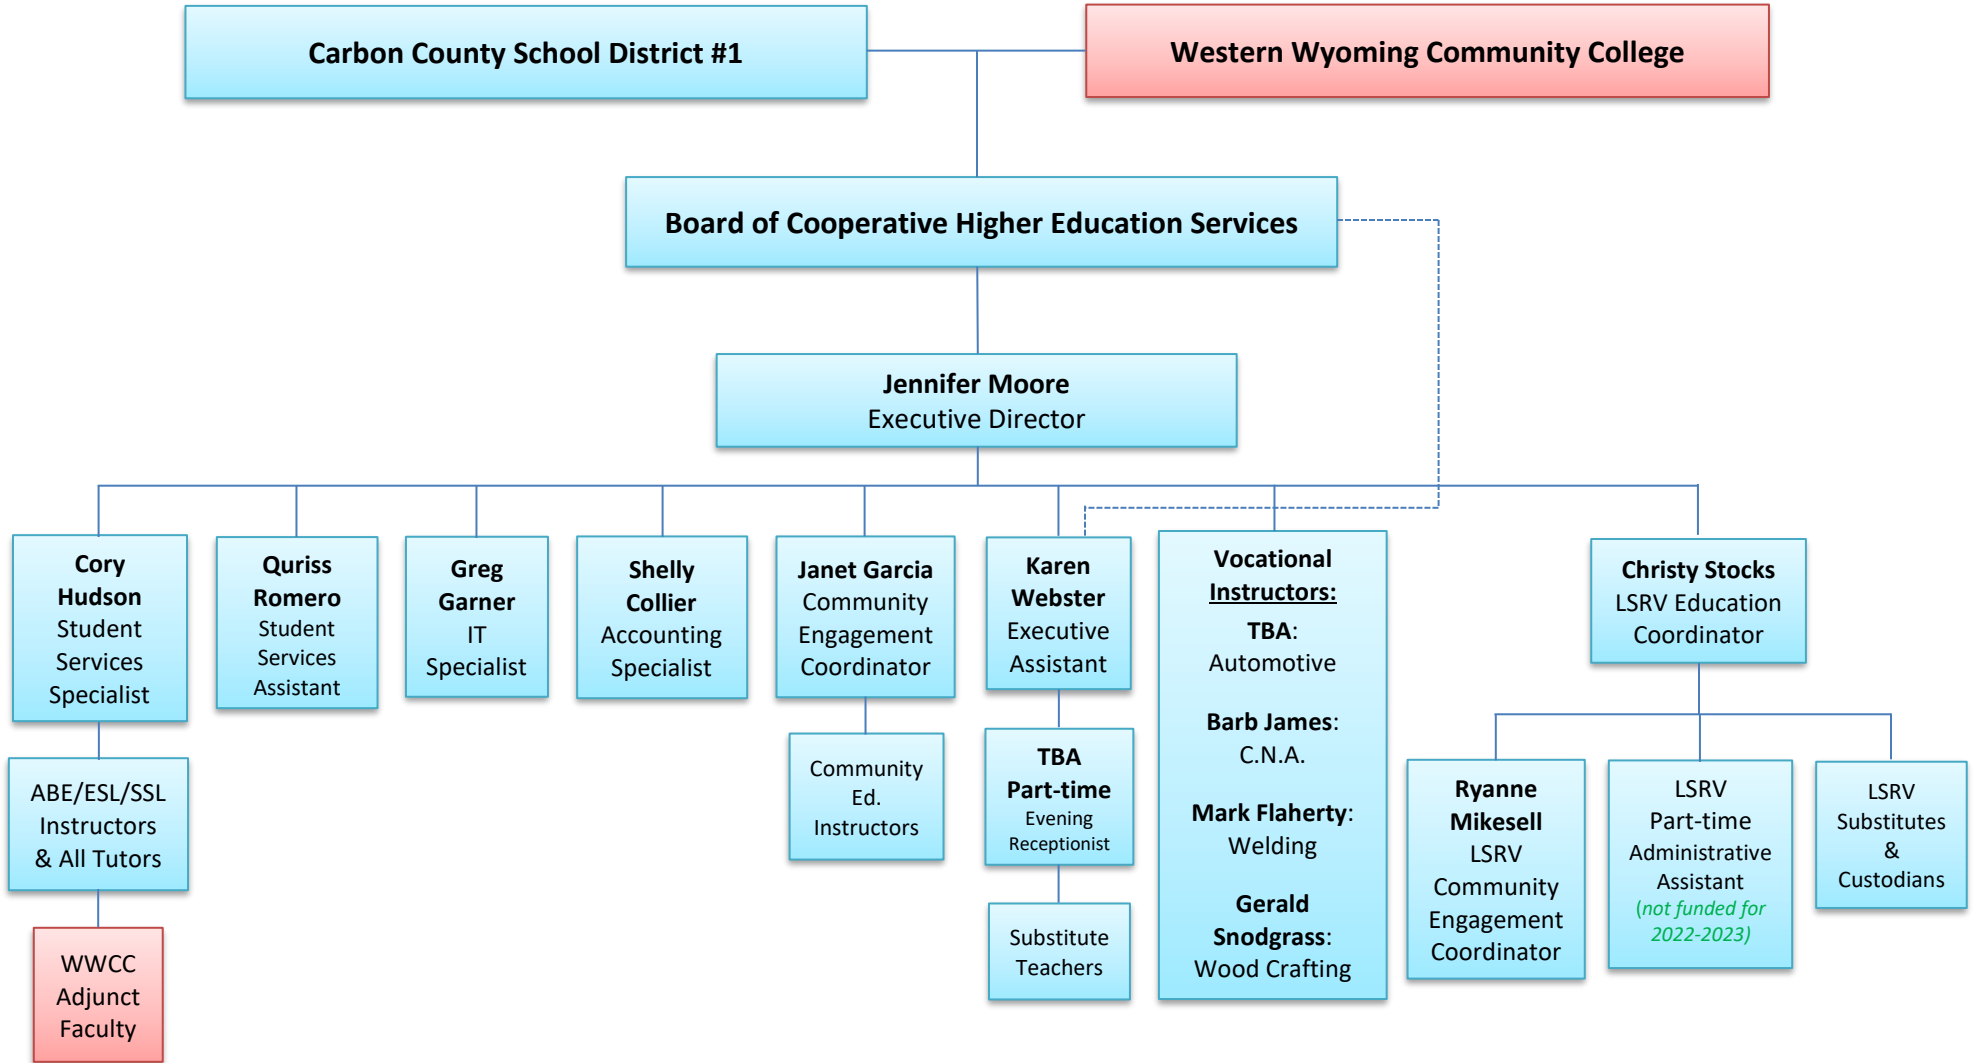 Carbon County School District #1
Western Wyoming Community College
Board of Cooperative Higher Education Services
Jennifer Moore
Executive Director
Cory
Hudson
Student
Services
Specialist
Quriss
Romero
Student
Services
Assistant
Greg
Garner
IT
Specialist
Shelly
Collier
Accounting
Specialist
Janet Garcia
Community
Engagement
Coordinator
Karen
Webster
Executive
Assistant
Vocational
Instructors:
TBA:
Automotive
Barb James:
C.N.A.
Mark Flaherty:
Welding
Gerald
Snodgrass:
Wood Crafting
Christy Stocks
LSRV Education
Coordinator
ABE/ESL/SSL
Instructors
& All Tutors
Community
Ed.
Instructors
TBA
Part-time
Evening
Receptionist
Ryanne
Mikesell
LSRV
Community
Engagement
Coordinator
LSRV
Part-time
Administrative
Assistant
(not funded for
2022-2023)
LSRV
Substitutes
&
Custodians
WWCC
Adjunct
Faculty
Substitute
Teachers